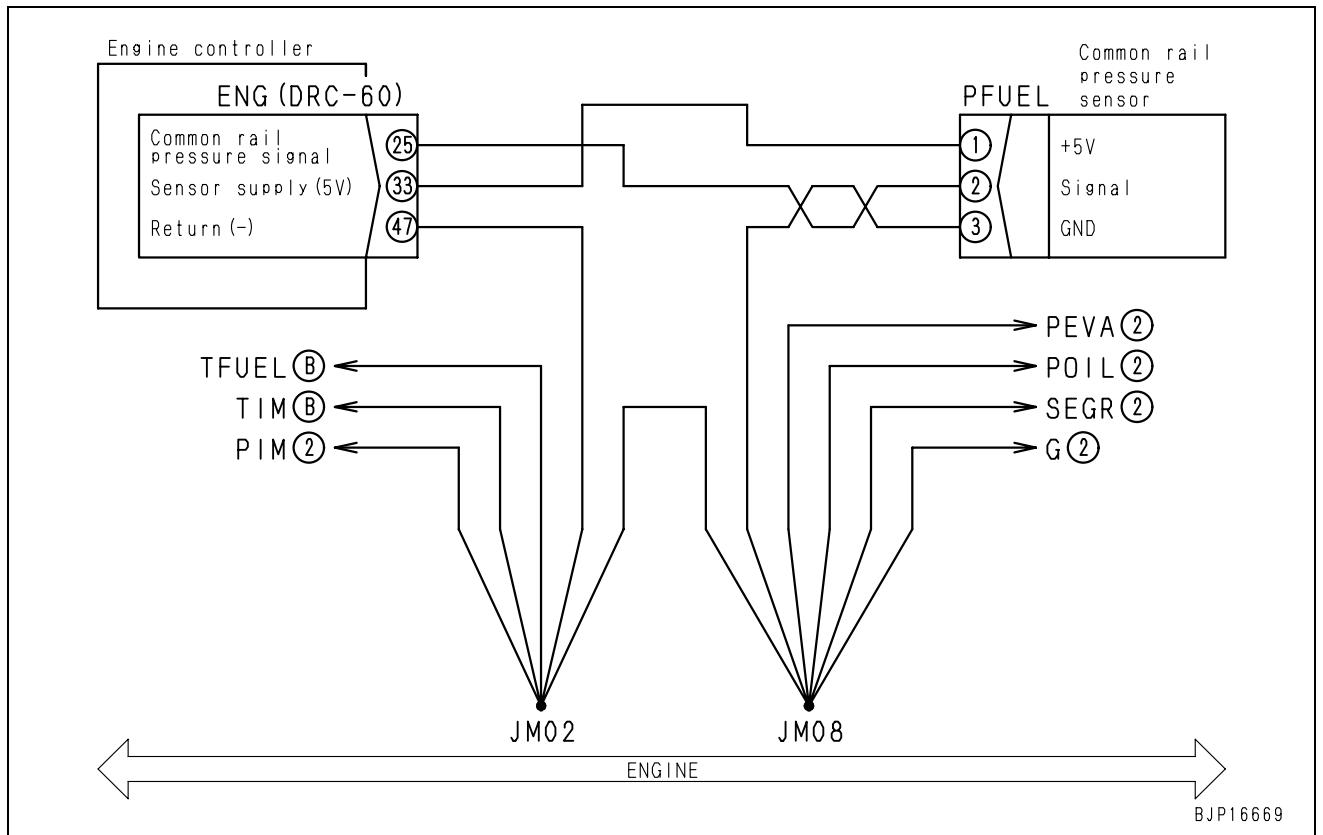 Engine controller
ENG (DRC-60)
Common rail
pressure signal
25
Sensor supply (5V)
33
Return (-)
47
Common rail
pressure
sensor
PFUEL
1
+5V
2
Signal
3
GND
TFUEL B
TIM B
PIM 2
PEVA 2
POIL 2
SEGR 2
G 2
JM02
JM08
ENGINE
BJP16669